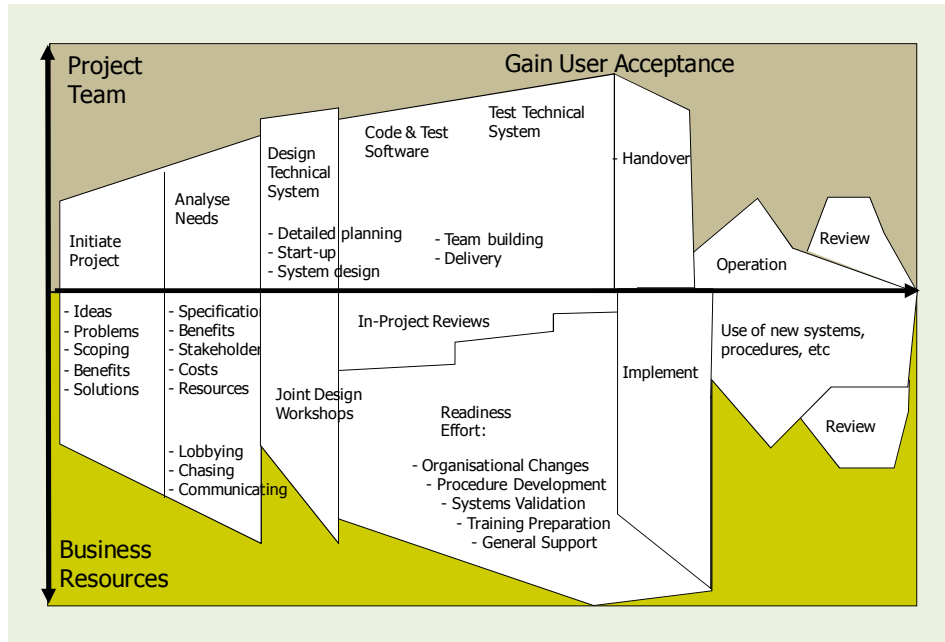 Project
Team
Gain User Acceptance
Initiate
Project
Analyse
Needs
Design
Technical
System
- Detailed planning
- Start-up
- System design
Code & Test
Software
Test Technical
System
- Team building
- Delivery
- Handover
Operation
Review
- Ideas
- Problems
- Scoping
- Benefits
- Solutions
- Specification
- Benefits
- Stakeholder
- Costs
- Resources
- Lobbying
- Chasing
- Communicating
Joint Design
Workshops
In-Project Reviews
Readiness
Effort:
- Organisational Changes
- Procedure Development
- Systems Validation
- Training Preparation
- General Support
Implement
Use of new systems,
procedures, etc
Review
Business
Resources